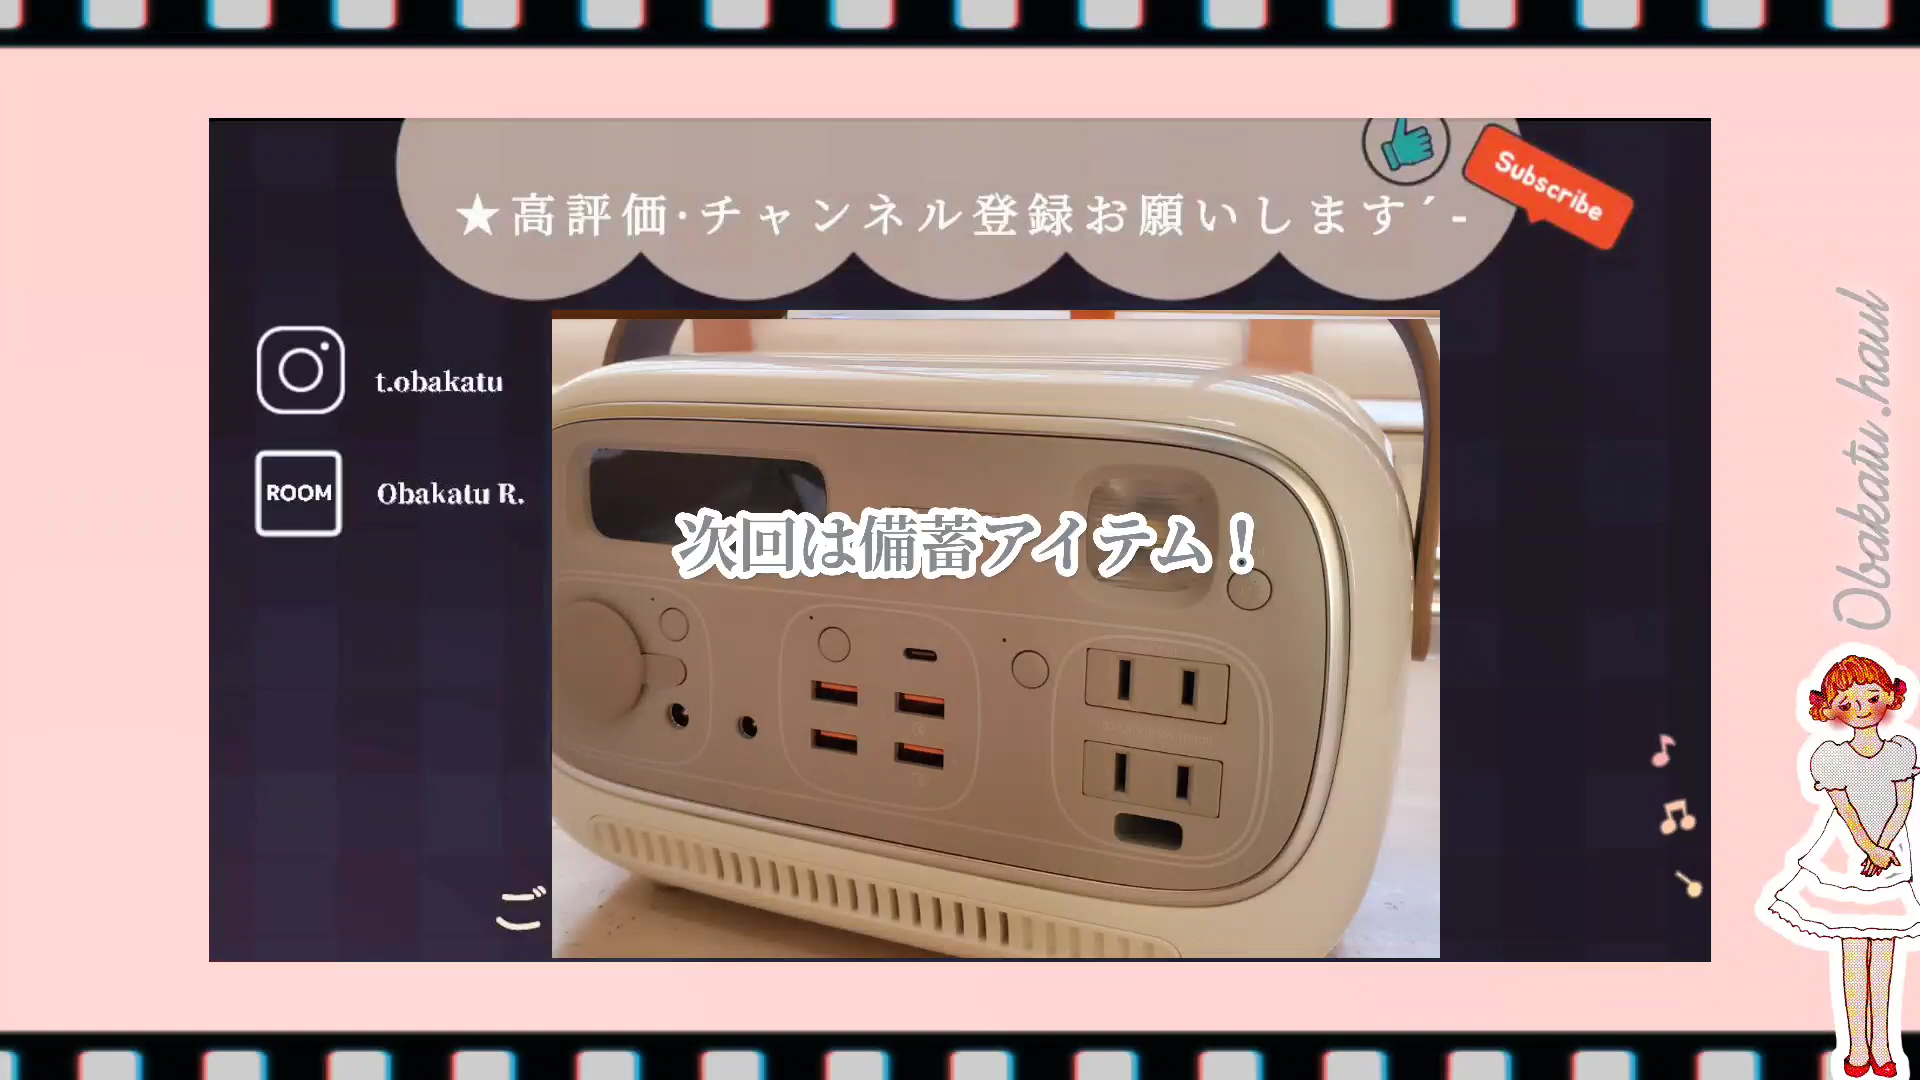 ★高評価·チャンネル登録お願いします´-
Subscribe
t.obakatu
ROOM
Obakatu R.
次回は備蓄アイテム！
ご
Obakatu.haul